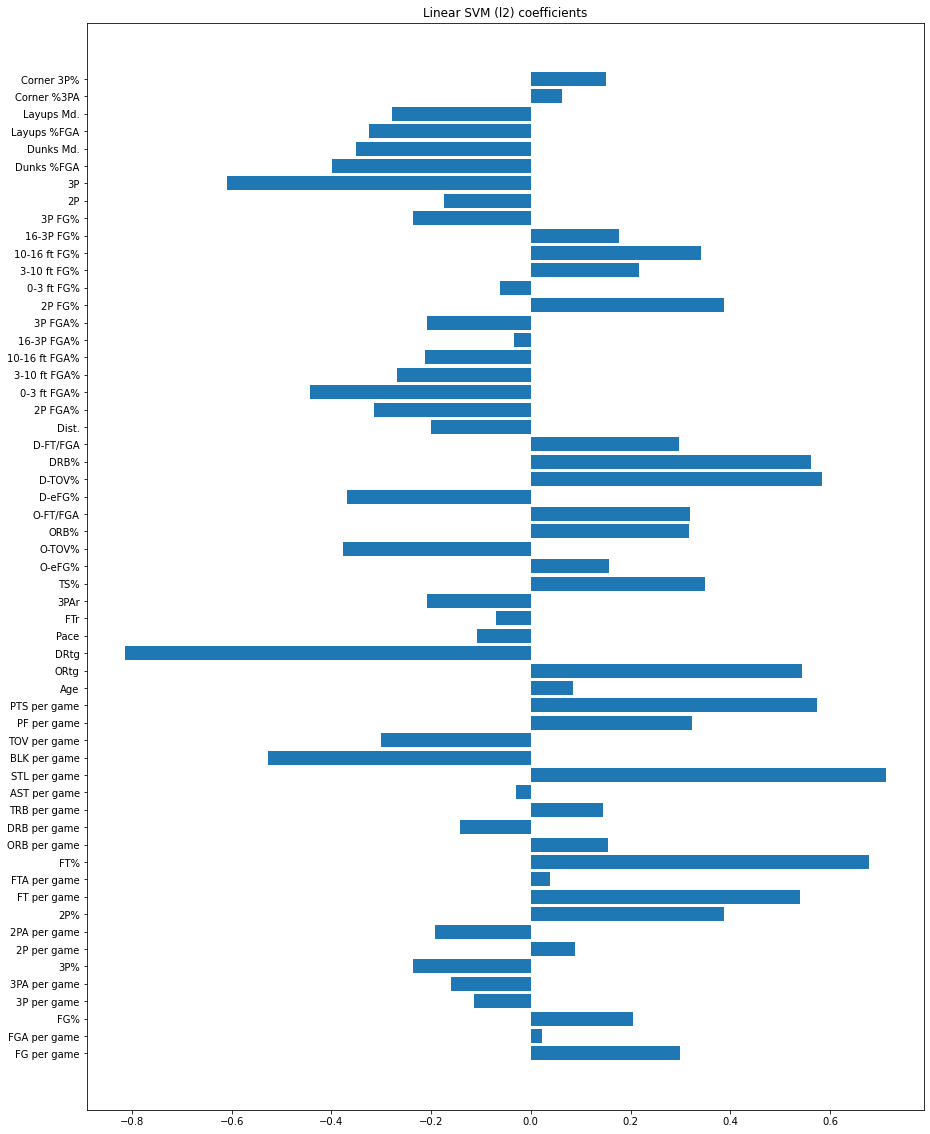 Linear SVM (l2) coefficients
Corner 3P%
Corner %3PA
Layups Md.
Layups %FGA
Dunks Md.
Dunks %FGA
3P
2P
3P FG%
16-3P FG%
10-16 ft FG%
3-10 ft FG%
0-3 ft FG%
2P FG%
3P FGA%
16-3P FGA%
10-16 ft FGA%
3-10 ft FGA%
0-3 ft FGA%
2P FGA%
Dist.
D-FT/FGA
DRB%
D-TOV%
D-eFG%
O-FT/FGA
ORB%
O-TOV%
O-eFG%
TS%
3PAr
FTr
Pace
DRtg
ORtg
Age
PTS per game
PF per game
TOV per game
BLK per game
STL per game
AST per game
TRB per game
DRB per game
ORB per game
FT%
FTA per game
FT per game
2P%
2PA per game
2P per game
3P%
3PA per game
3P per game
FG%
FGA per game
FG per game
−0.8 −0.6 −0.4 −0.2 0.0 0.2 0.4 0.6